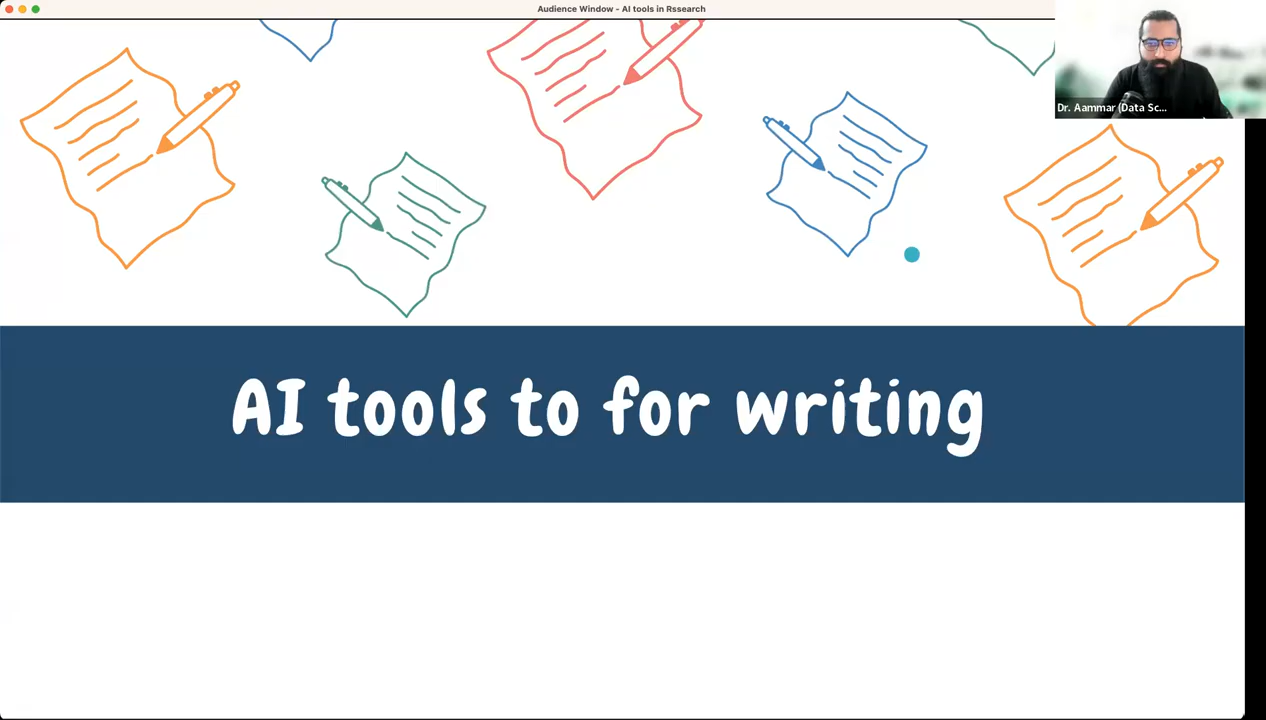 Audience Window - AI tools in Rssearch
Dr. Aammar (Data Sc...
AI tools to for writing